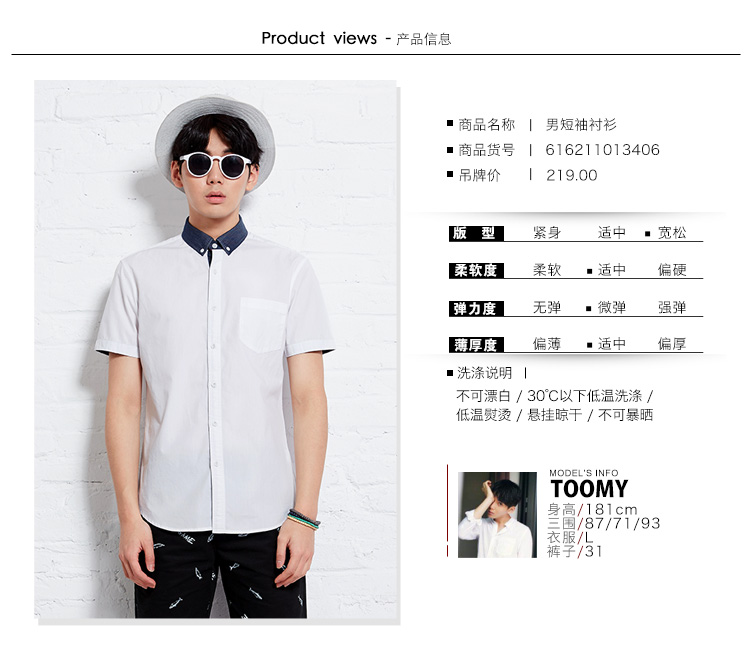 Product views - 产品信息
■ 商品名称 | 男短袖衬衫
■ 商品货号 | 616211013406
■ 吊牌价 | 219.00
版 型 紧身 适中 ■ 宽松
柔软度 柔软 ■ 适中 偏硬
弹力度 无弹 ■ 微弹 强弹
薄厚度 偏薄 ■ 适中 偏厚
■ 洗涤说明 |
不可漂白 / 30℃以下低温洗涤 /
低温熨烫 / 悬挂晾干 / 不可暴晒
MODEL'S INFO
TOOMY
身高/181cm
三围/87/71/93
衣服/L
裤子/31